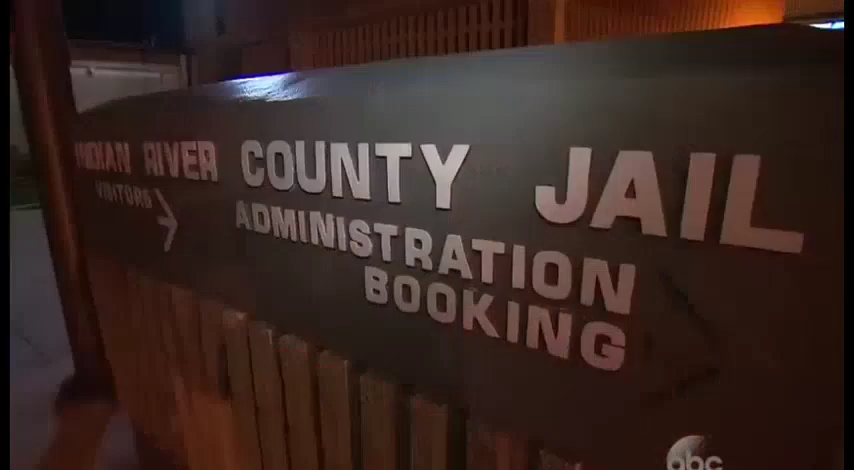 INDIAN RIVER COUNTY JAIL
VISITORS
ADMINISTRATION
BOOKING
abc